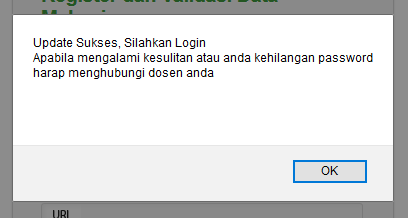 Register dan Validasi Data
Update Sukses, Silahkan Login
Apabila mengalami kesulitan atau anda kehilangan password
harap menghubungi dosen anda
OK
URL